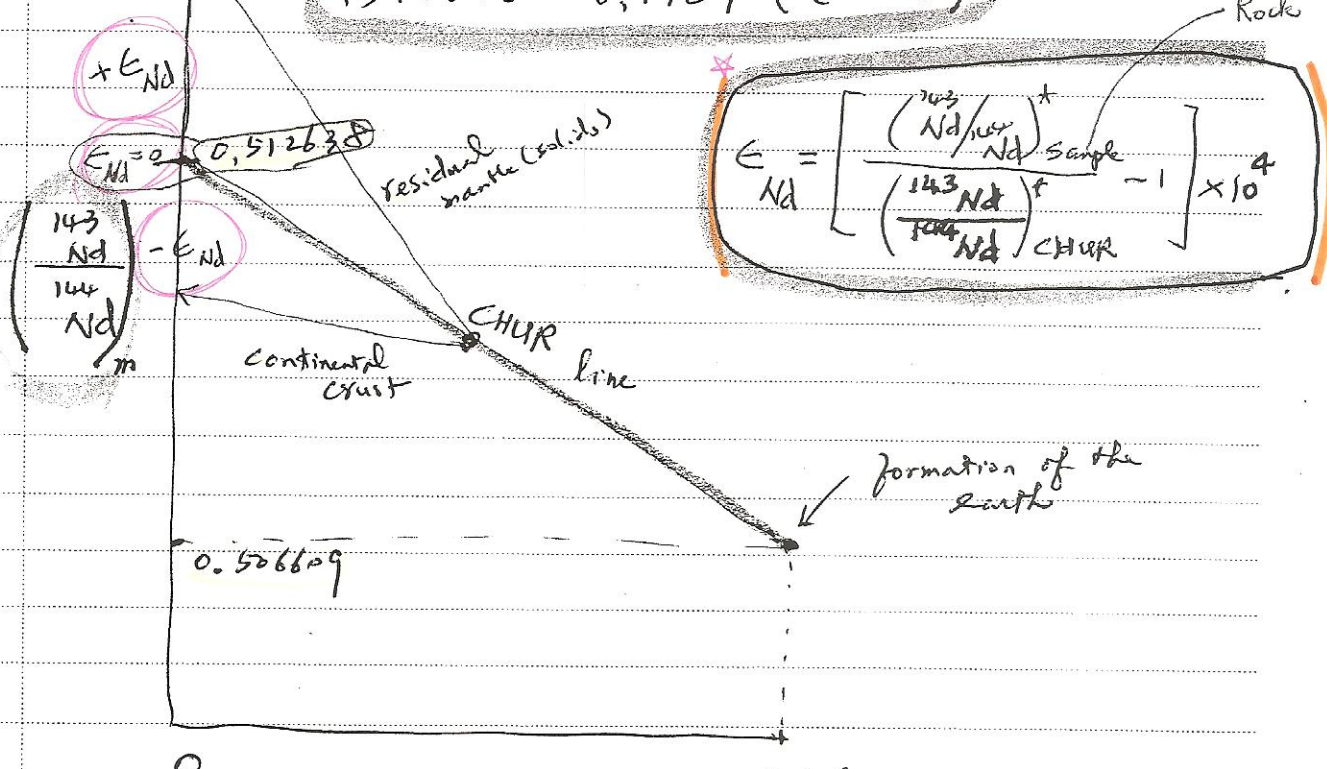 Rock
+ ϵNd
ϵNd = 0
0,512638
residual
mantle (solids)
ϵNd = [ (143Nd/144Nd)* Sample / (143Nd/144Nd)* CHUR − 1 ] × 10^4
(143Nd/144Nd)m
− ϵNd
CHUR
line
continental
crust
formation of the
earth
0.506609
0